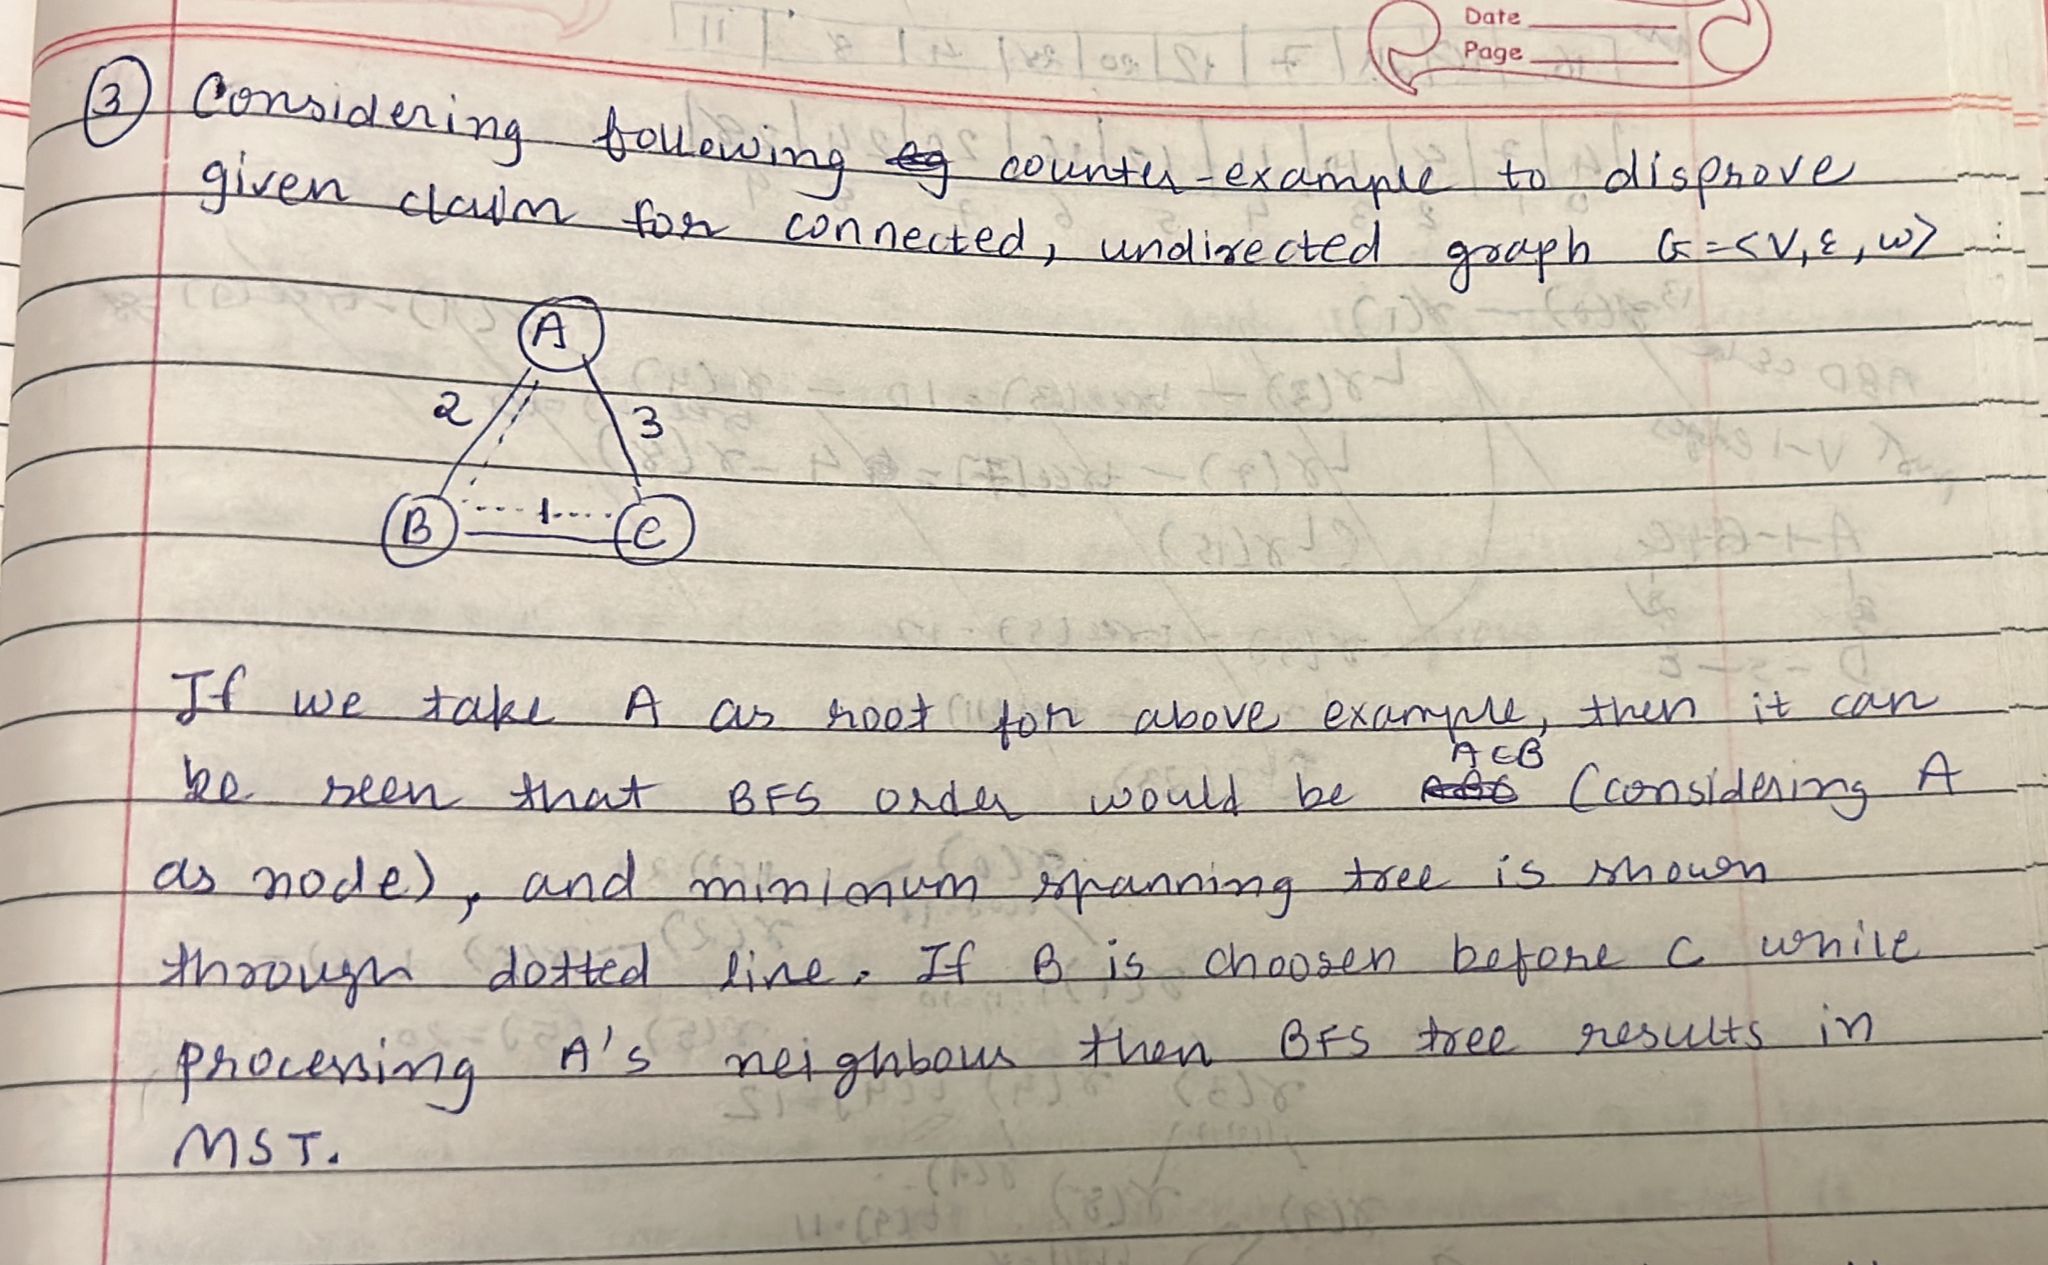 Date
Page
③ Considering following eg counter-example to disprove
given claim for connected, undirected graph G=<V,E,w>
A
2
3
B
1
C
If we take A as root for above example, then it can
ACB
be seen that BFS order would be (considering A
as node), and minimum spanning tree is shown
through dotted line. If B is choosen before C while
processing A's neighbours then BFS tree results in
MST.